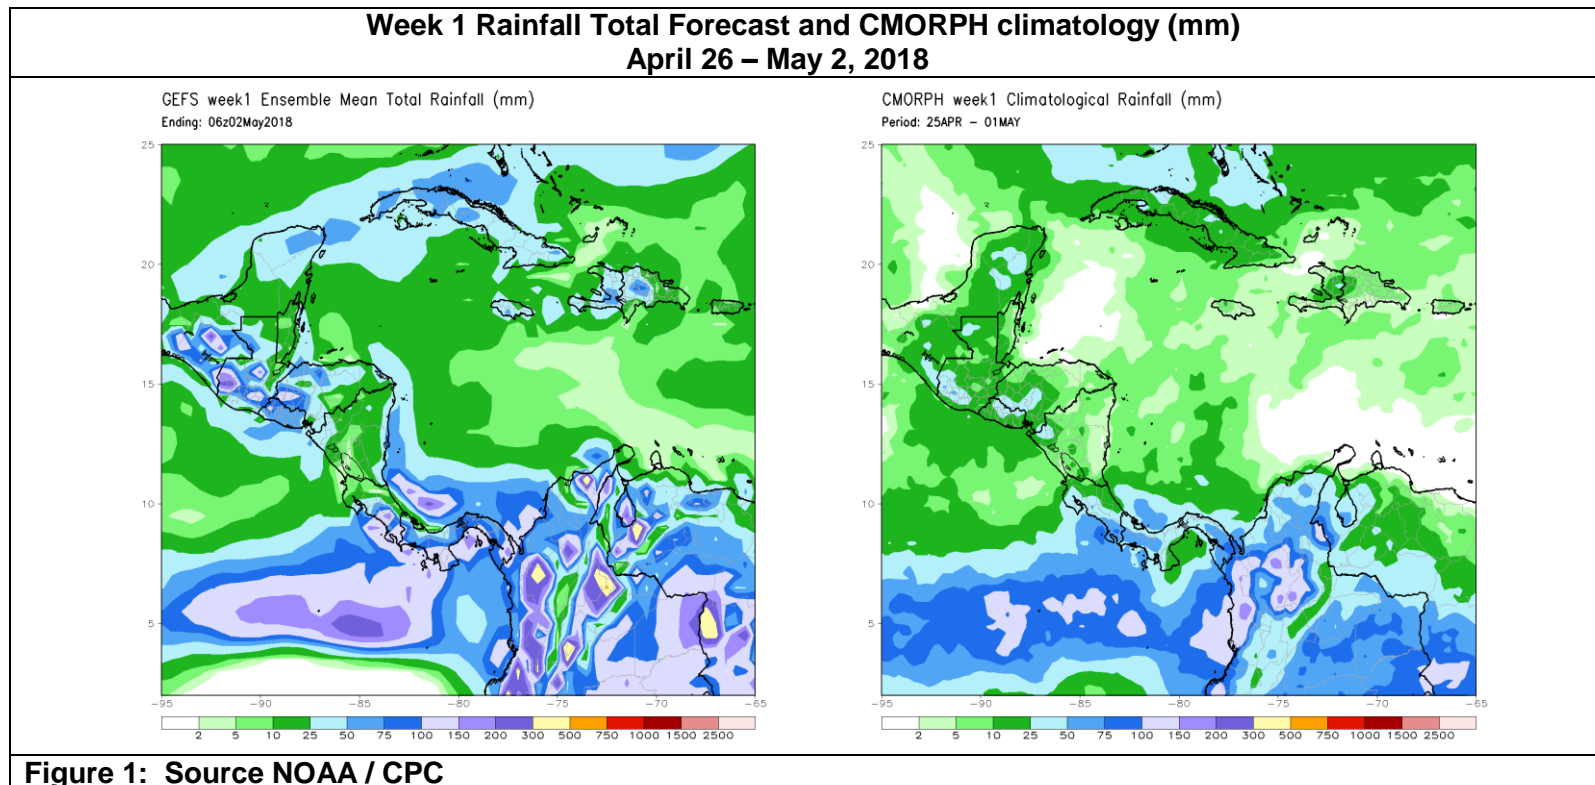 Week 1 Rainfall Total Forecast and CMORPH climatology (mm)
April 26 – May 2, 2018
GEFS week1 Ensemble Mean Total Rainfall (mm)
Ending: 06z02May2018
25
20
15
10
5
−95 −90 −85 −80 −75 −70 −65
2 5 10 25 50 75 100 150 200 300 500 750 1000 1500 2500
CMORPH week1 Climatological Rainfall (mm)
Period: 25APR − 01MAY
25
20
15
10
5
−95 −90 −85 −80 −75 −70 −65
2 5 10 25 50 75 100 150 200 300 500 750 1000 1500 2500
Figure 1: Source NOAA / CPC